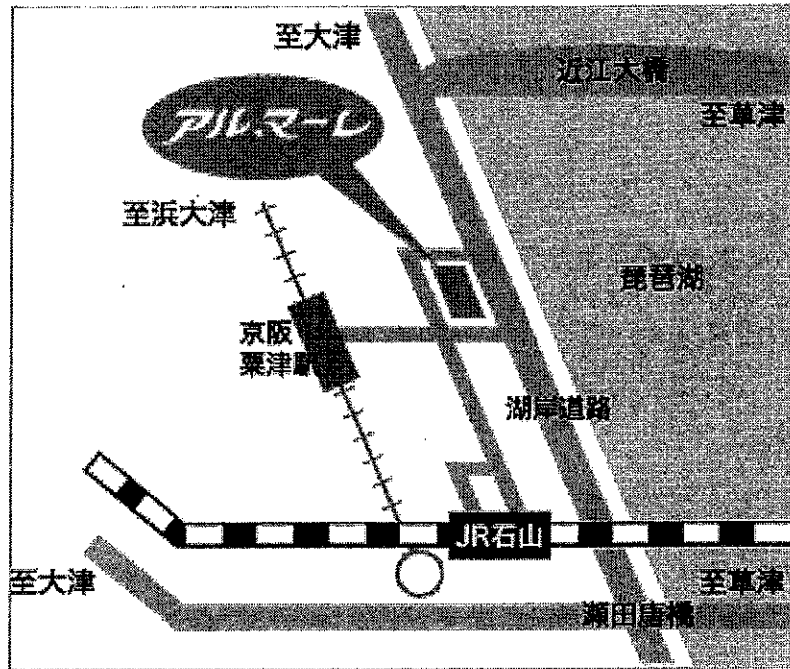 至大津
近江大橋
至草津
アル.マーレ
至浜大津
琵琶湖
京阪
粟津駅
湖岸道路
JR石山
至大津
至草津
瀬田唐橋